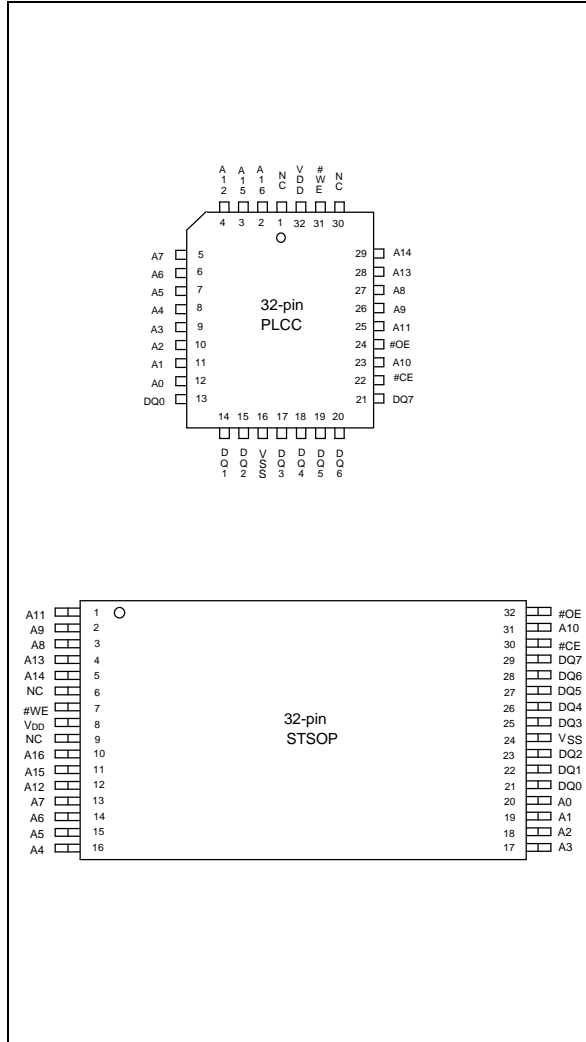 A12 A15 A16 NC VDD #WE NC
4 3 2 1 32 31 30
A7 5 29 A14
A6 6 28 A13
A5 7 27 A8
A4 8 26 A9
A3 9 25 A11
A2 10 24 #OE
A1 11 23 A10
A0 12 22 #CE
DQ0 13 21 DQ7
32-pin
PLCC
14 15 16 17 18 19 20
DQ1 DQ2 VSS DQ3 DQ4 DQ5 DQ6
A11 1 32 #OE
A9 2 31 A10
A8 3 30 #CE
A13 4 29 DQ7
A14 5 28 DQ6
NC 6 27 DQ5
#WE 7 26 DQ4
VDD 8 25 DQ3
NC 9 24 VSS
A16 10 23 DQ2
A15 11 22 DQ1
A12 12 21 DQ0
A7 13 20 A0
A6 14 19 A1
A5 15 18 A2
A4 16 17 A3
32-pin
STSOP